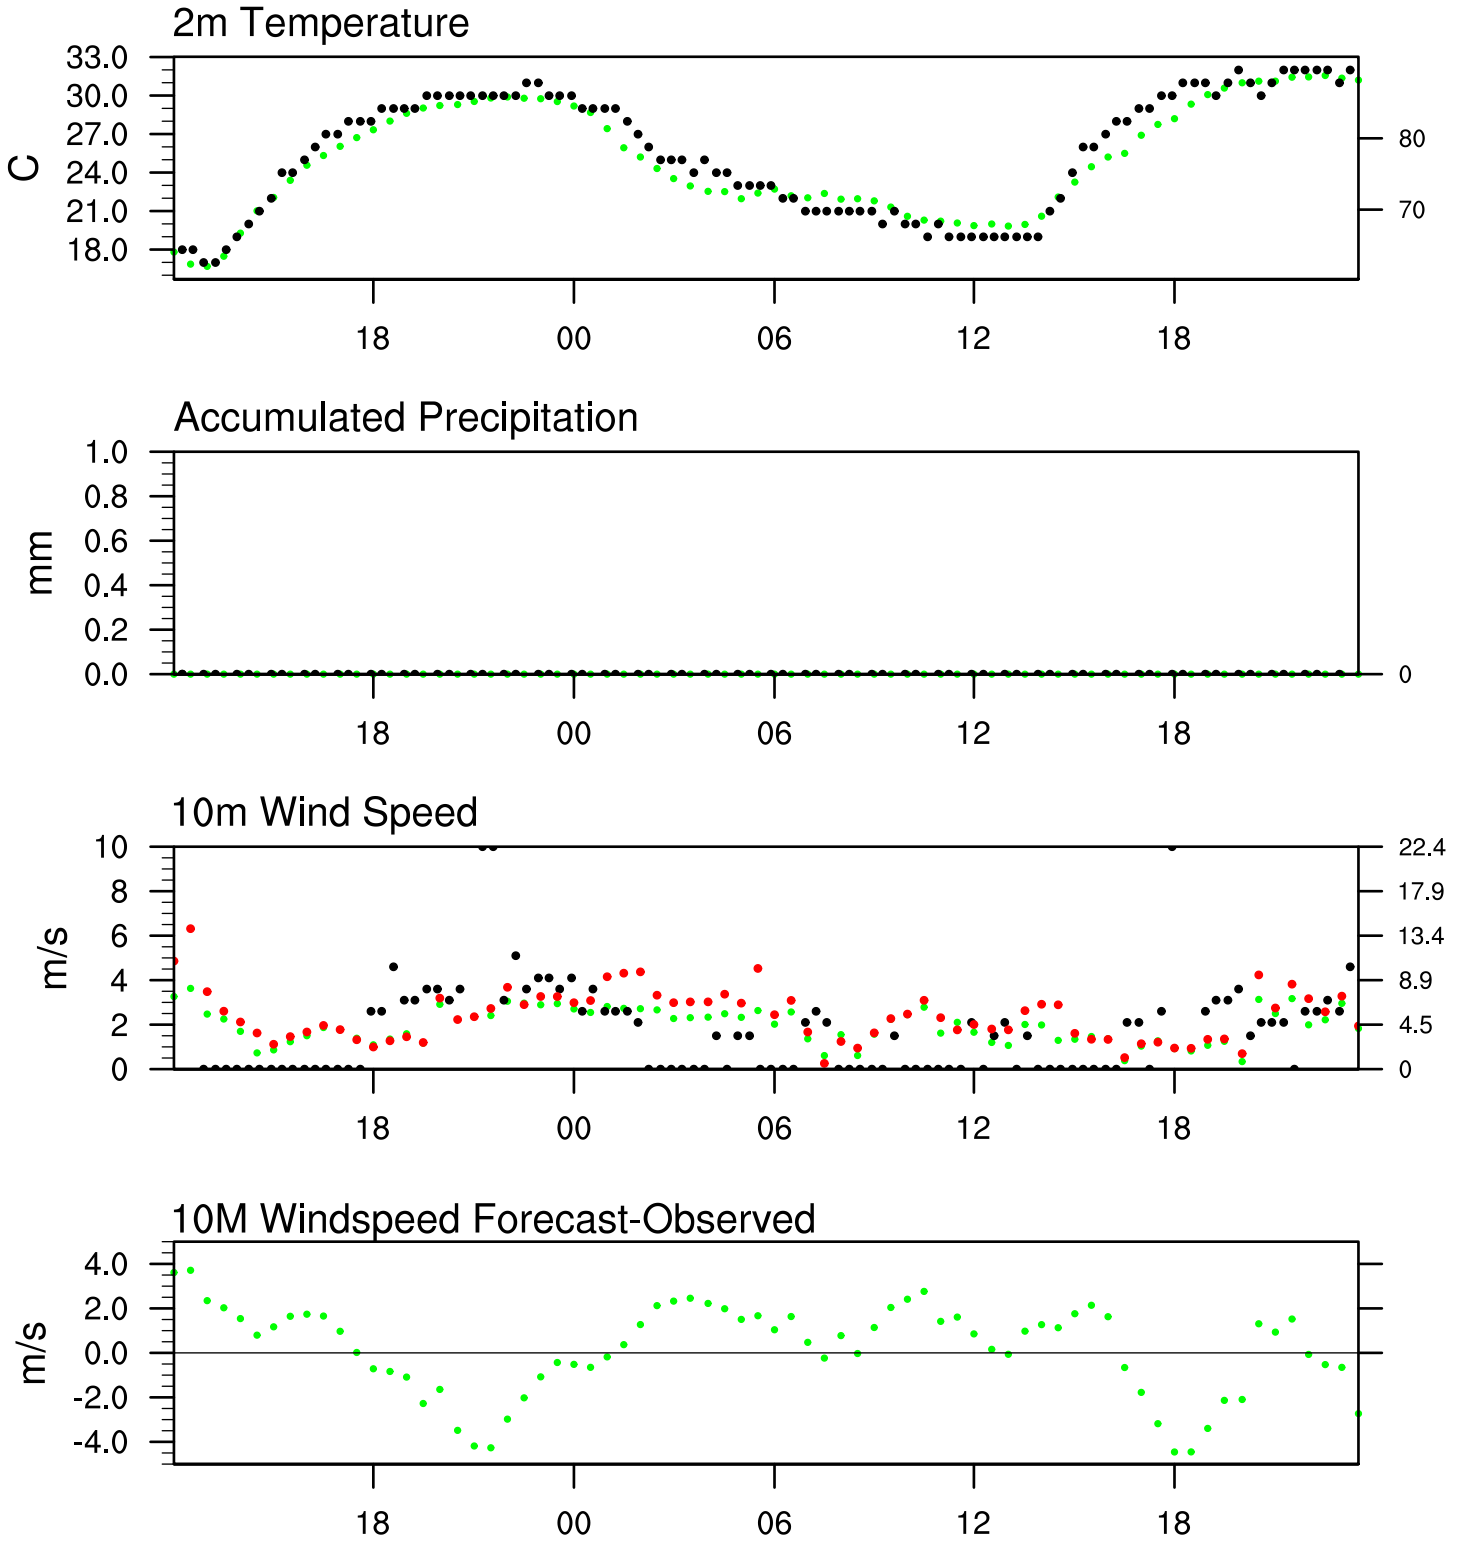 2m Temperature
33.0
30.0
27.0
24.0
21.0
18.0
C
80
70
18 00 06 12 18
Accumulated Precipitation
1.0
0.8
0.6
0.4
0.2
0.0
mm
0
18 00 06 12 18
10m Wind Speed
10
8
6
4
2
0
m/s
22.4
17.9
13.4
8.9
4.5
0
18 00 06 12 18
10M Windspeed Forecast-Observed
4.0
2.0
0.0
-2.0
-4.0
m/s
18 00 06 12 18